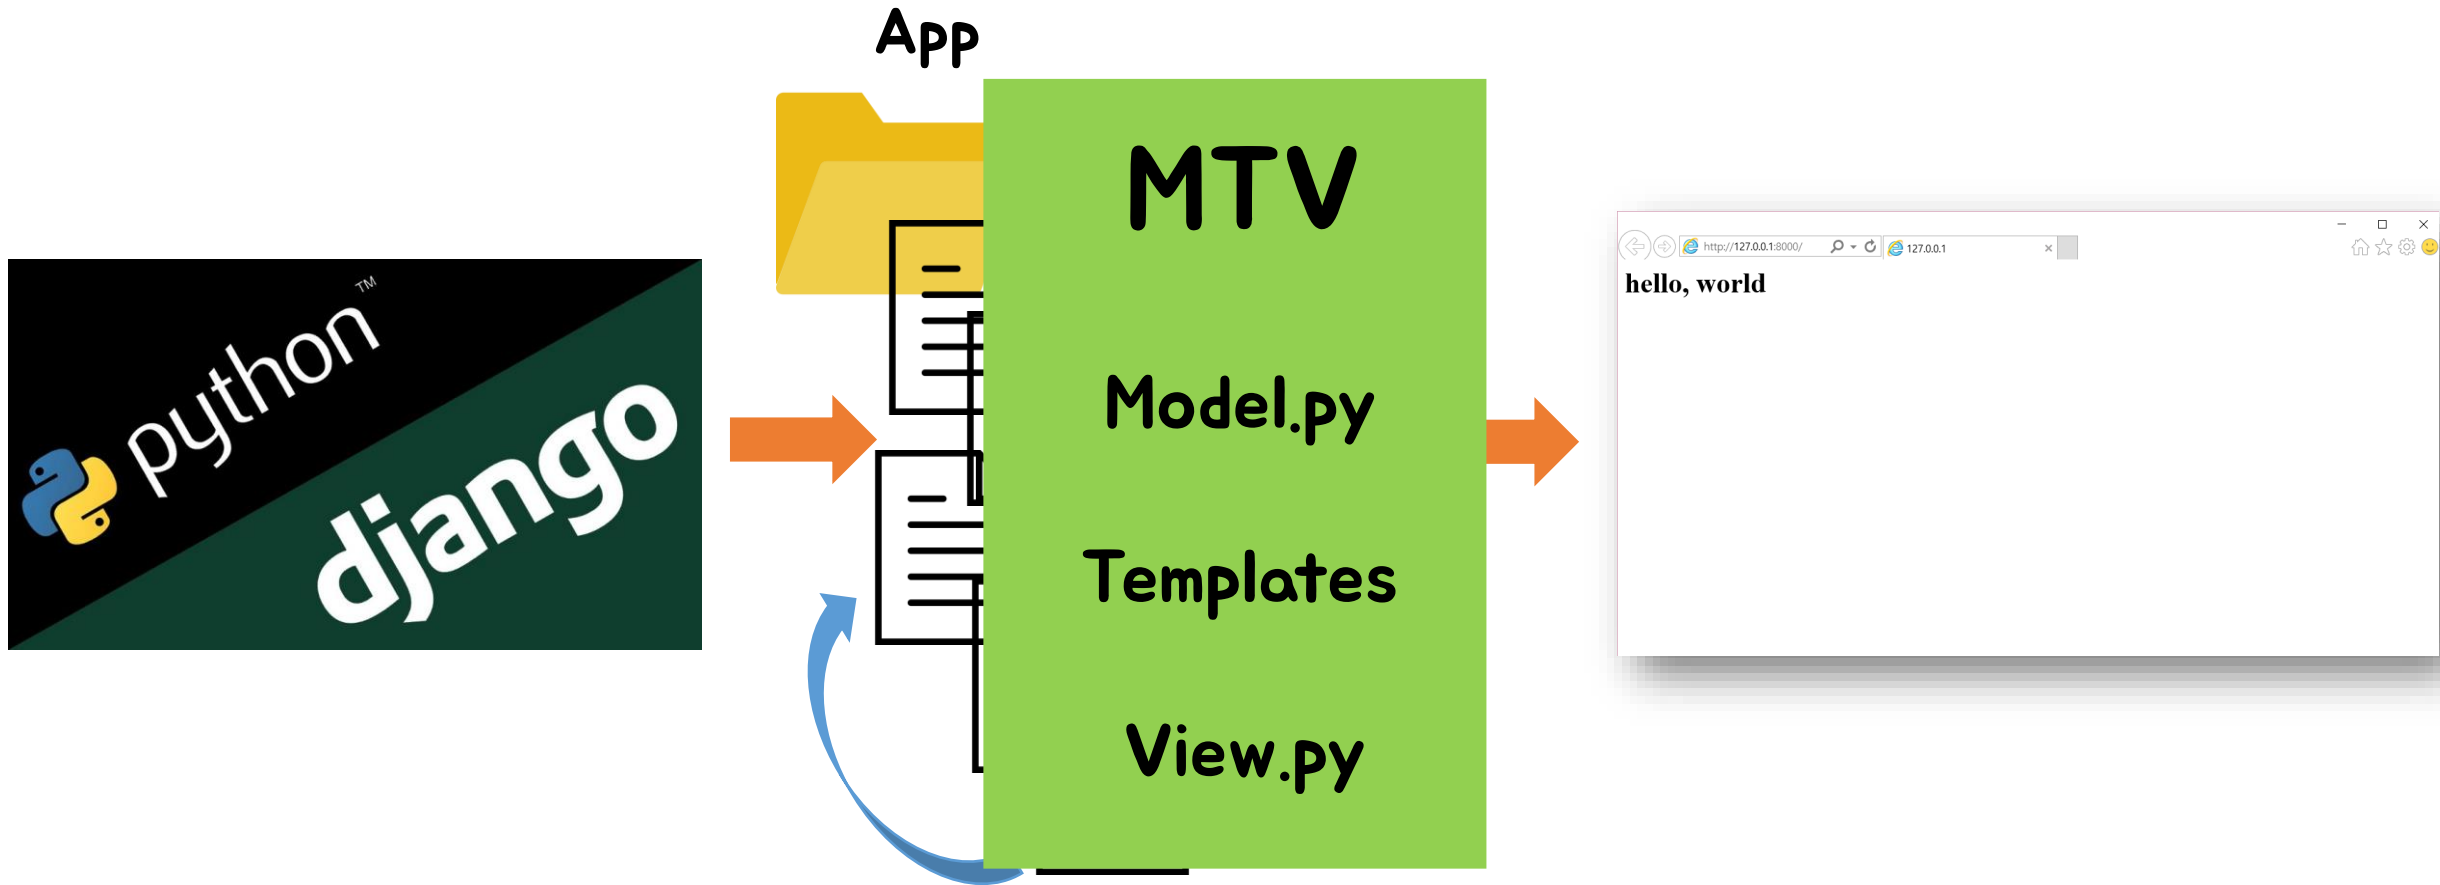 App
python™
django
MTV
Model.py
Templates
View.py
http://127.0.0.1:8000/
127.0.0.1
hello, world